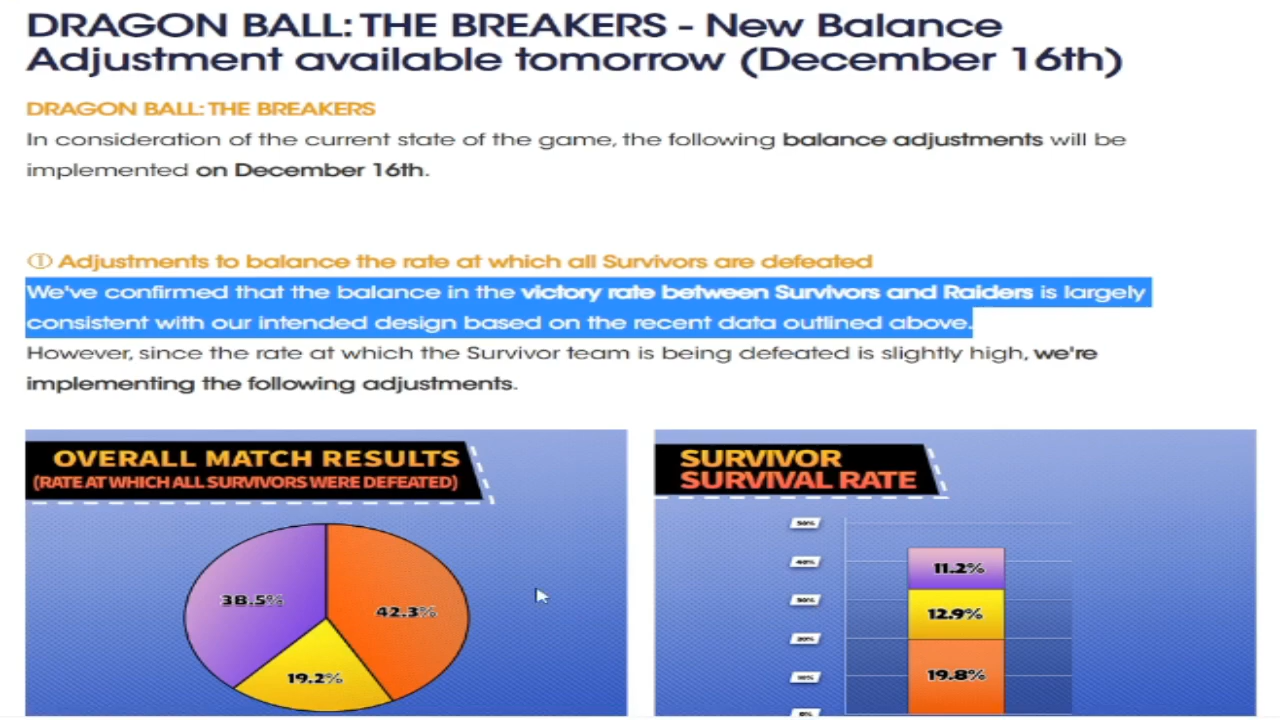 DRAGON BALL: THE BREAKERS - New Balance
Adjustment available tomorrow (December 16th)
DRAGON BALL: THE BREAKERS
In consideration of the current state of the game, the following balance adjustments will be
implemented on December 16th.
① Adjustments to balance the rate at which all Survivors are defeated
We've confirmed that the balance in the victory rate between Survivors and Raiders is largely
consistent with our intended design based on the recent data outlined above.
However, since the rate at which the Survivor team is being defeated is slightly high, we're
implementing the following adjustments.
OVERALL MATCH RESULTS
(RATE AT WHICH ALL SURVIVORS WERE DEFEATED)
38.5%
42.3%
19.2%
SURVIVOR
SURVIVAL RATE
50%
40%
30%
20%
10%
0%
11.2%
12.9%
19.8%